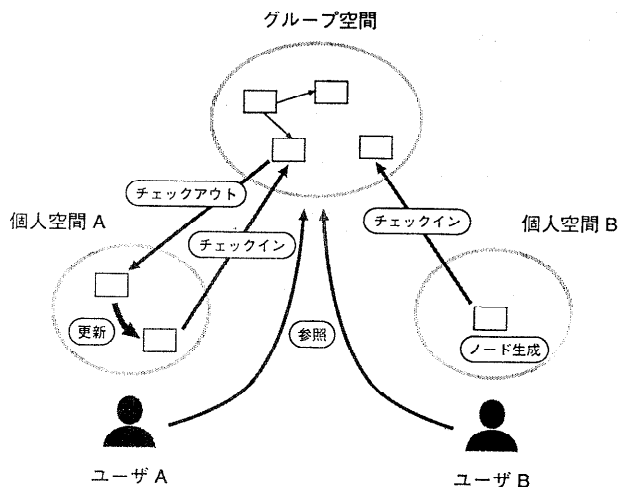 グループ空間
チェックアウト
個人空間 A
チェックイン
チェックイン
個人空間 B
更新
参照
ノード生成
ユーザ A
ユーザ B